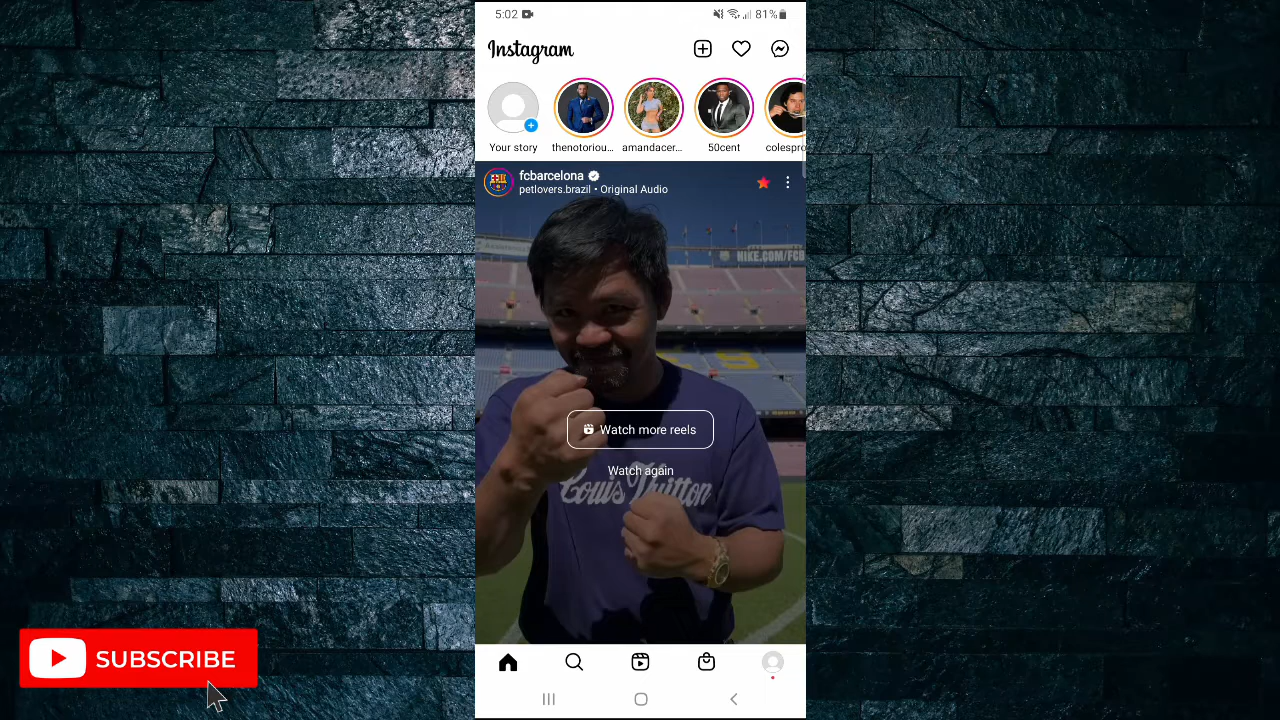 5:02
81%
Instagram
Your story
thenotoriou...
amandacer...
50cent
colespro
fcbarcelona
petlovers.brazil • Original Audio
NIKE.COM/FCB
Watch more reels
Watch again
Louis Vuitton
SUBSCRIBE